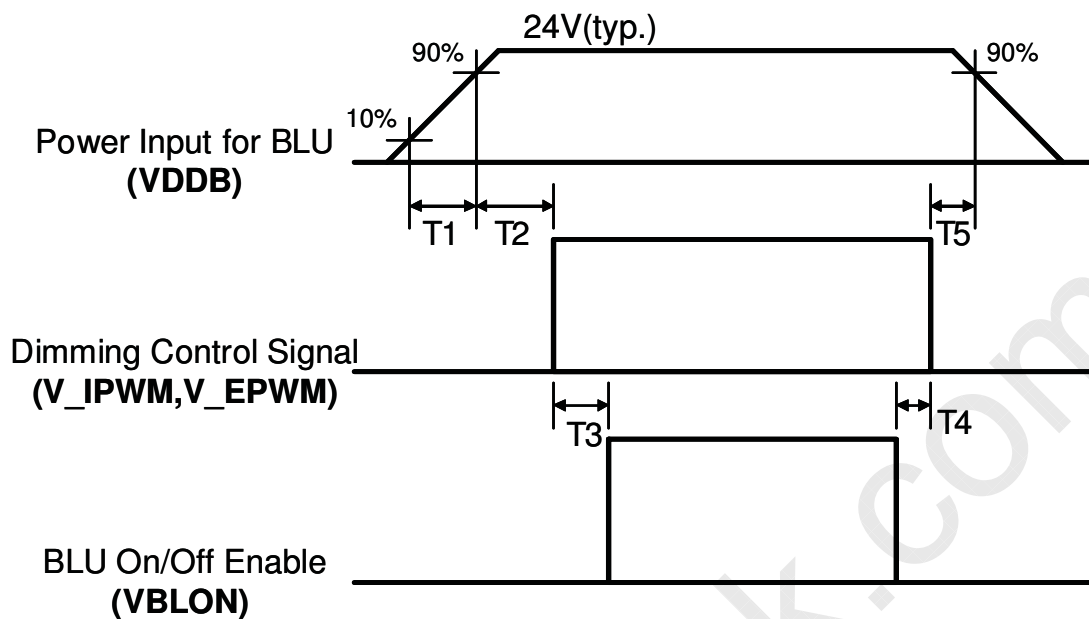 24V(typ.)
90%
90%
10%
Power Input for BLU
(VDDB)
T1
T2
T5
Dimming Control Signal
(V_IPWM,V_EPWM)
T3
T4
BLU On/Off Enable
(VBLON)
k.com